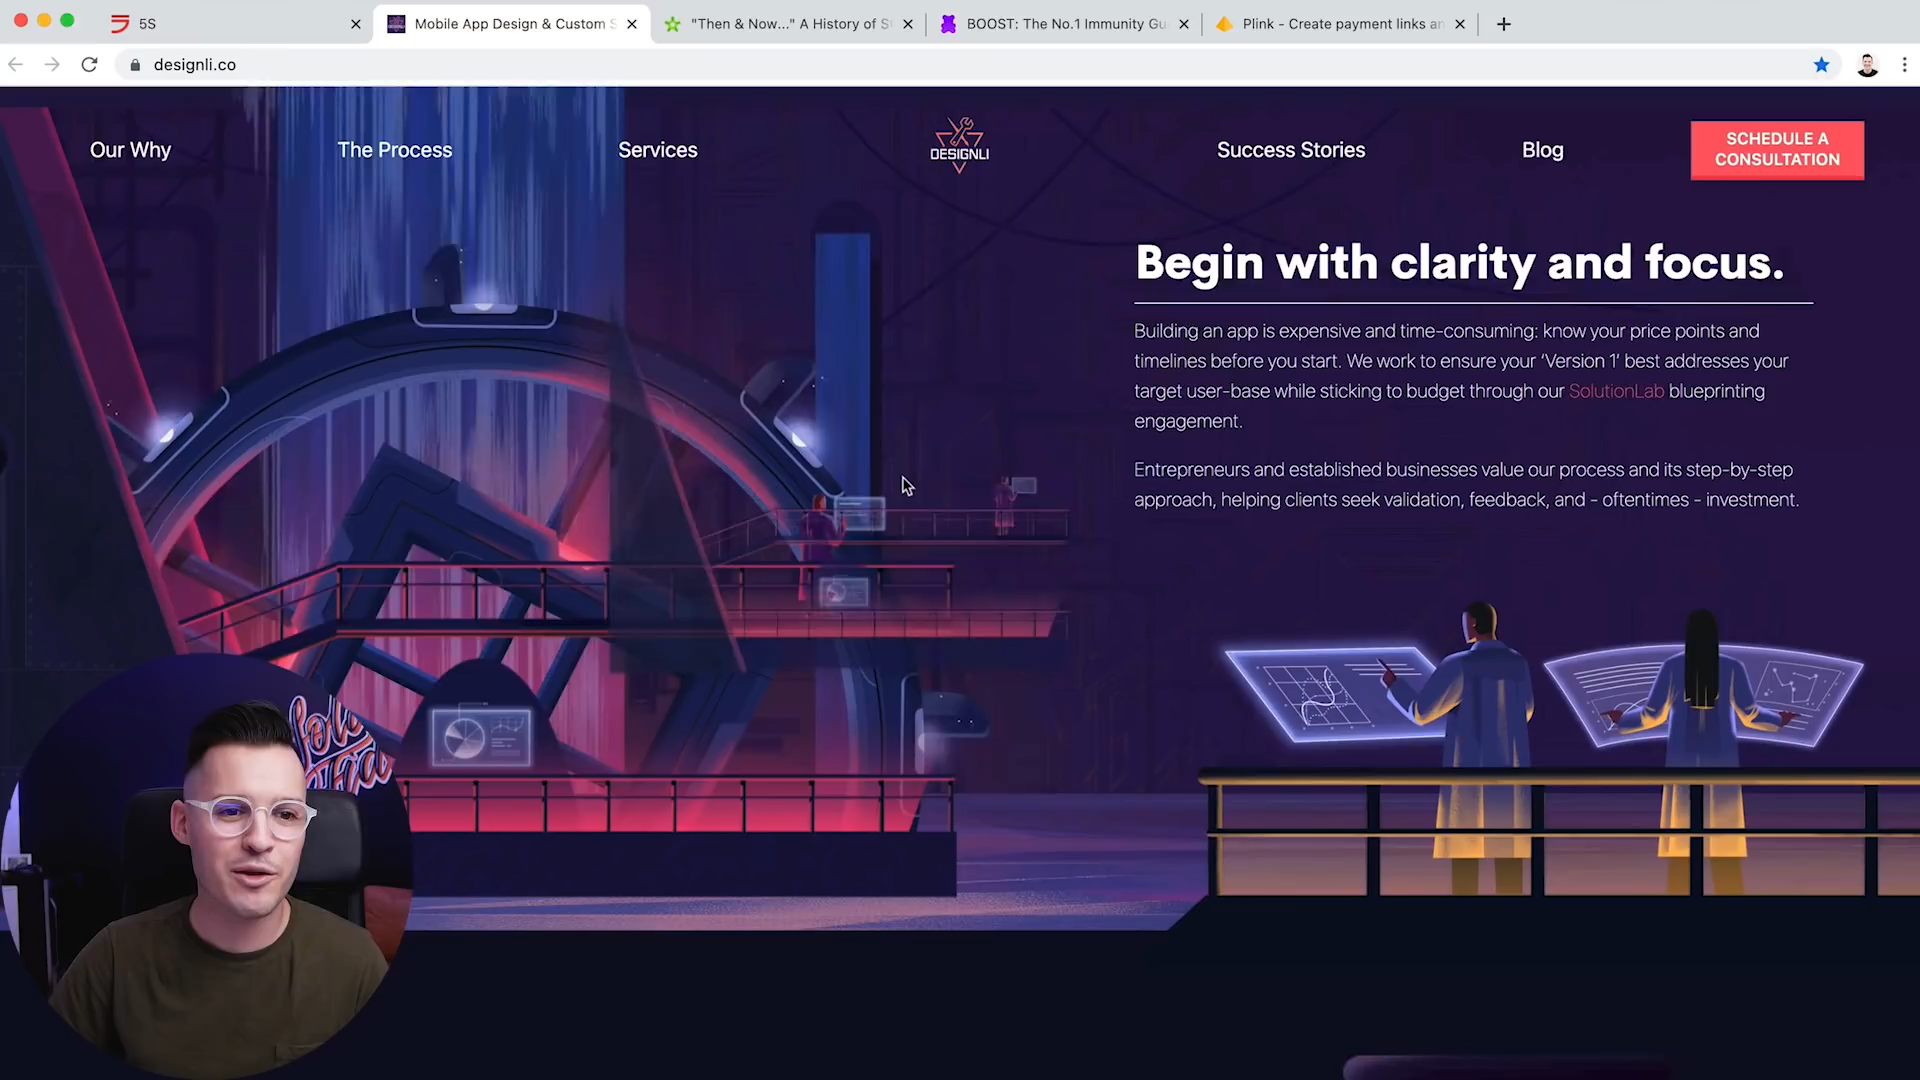 5S
Mobile App Design & Custom S
"Then & Now..." A History of S
BOOST: The No.1 Immunity Gu
Plink - Create payment links an
designli.co
Our Why
The Process
Services
DESIGNLI
Success Stories
Blog
SCHEDULE A
CONSULTATION
Begin with clarity and focus.
Building an app is expensive and time-consuming: know your price points and
timelines before you start. We work to ensure your ‘Version 1’ best addresses your
target user-base while sticking to budget through our SolutionLab blueprinting
engagement.
Entrepreneurs and established businesses value our process and its step-by-step
approach, helping clients seek validation, feedback, and - oftentimes - investment.